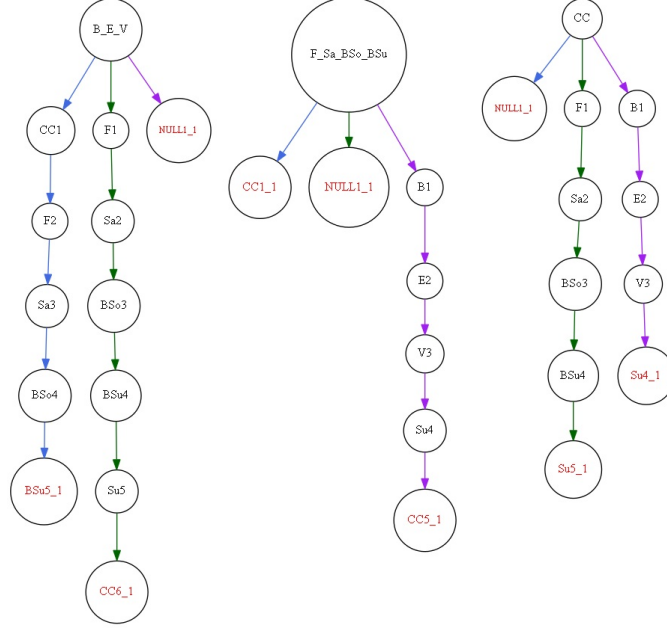 B_E_V
CC1
F1
NULL1_1
F2
Sa2
Sa3
BSo3
BSo4
BSu4
BSu5_1
Su5
CC6_1
F_Sa_BSo_BSu
CC1_1
NULL1_1
B1
E2
V3
Su4
CC5_1
CC
NULL1_1
F1
B1
Sa2
E2
BSo3
V3
BSu4
Su4_1
Su5_1